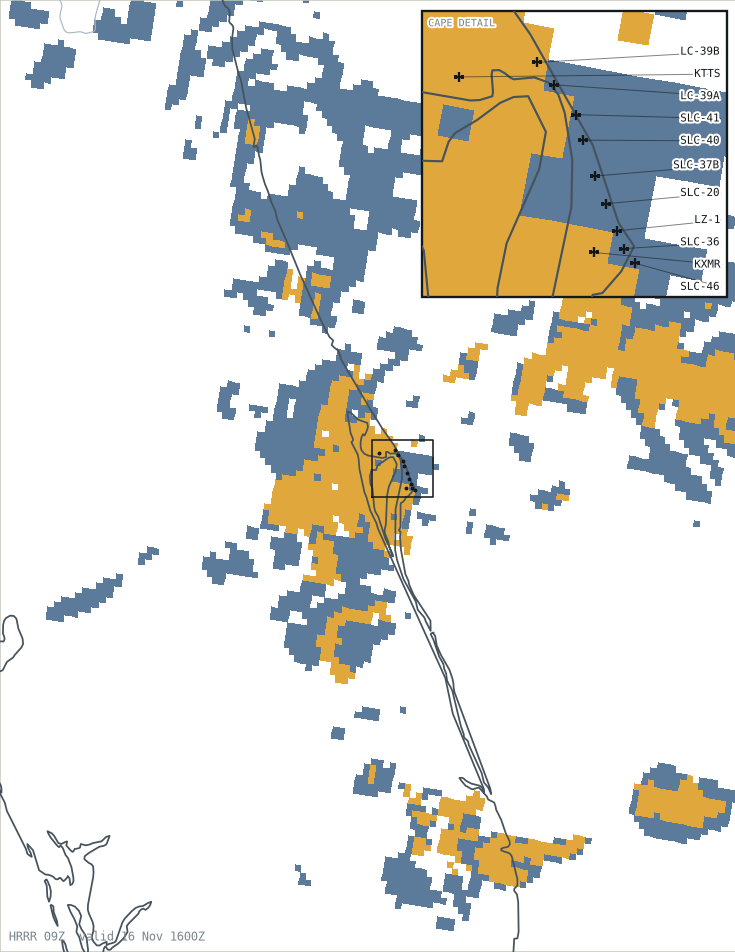 CAPE DETAIL
LC-39B
KTTS
LC-39A
SLC-41
SLC-40
SLC-37B
SLC-20
LZ-1
SLC-36
KXMR
SLC-46
HRRR 09Z valid 16 Nov 1600Z